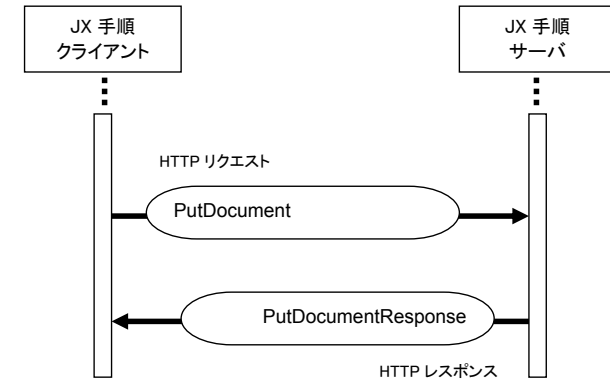 JX 手順
クライアント
JX 手順
サーバ
HTTP リクエスト
PutDocument
PutDocumentResponse
HTTP レスポンス